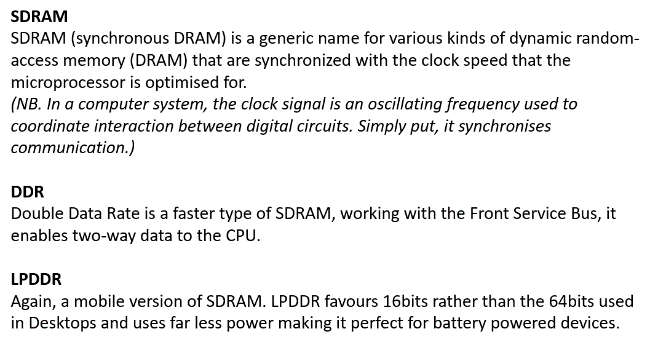 SDRAM
SDRAM (synchronous DRAM) is a generic name for various kinds of dynamic random-
access memory (DRAM) that are synchronized with the clock speed that the
microprocessor is optimised for.
(NB. In a computer system, the clock signal is an oscillating frequency used to
coordinate interaction between digital circuits. Simply put, it synchronises
communication.)
DDR
Double Data Rate is a faster type of SDRAM, working with the Front Service Bus, it
enables two-way data to the CPU.
LPDDR
Again, a mobile version of SDRAM. LPDDR favours 16bits rather than the 64bits used
in Desktops and uses far less power making it perfect for battery powered devices.